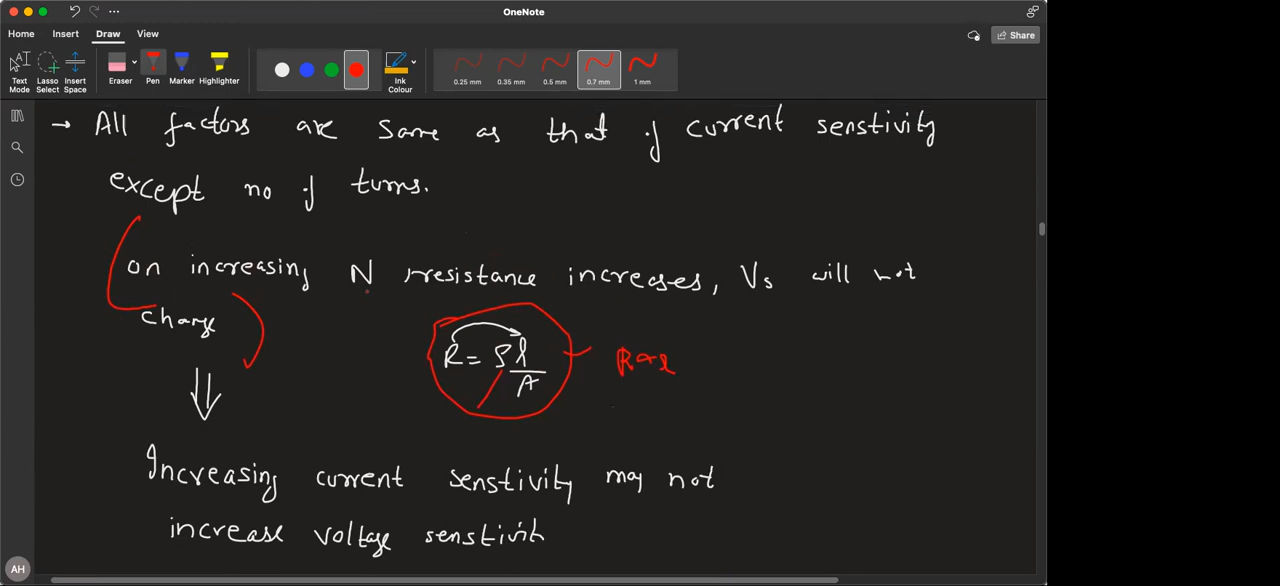 OneNote
Home Insert Draw View
Share
Text Mode
Lasso Select
Insert Space
Eraser
Pen
Marker
Highlighter
Ink Colour
0.25 mm
0.35 mm
0.5 mm
0.7 mm
1 mm
→ All factors are same as that of current senstivity
except no of turns.
on increasing N resistance increases, Vs will not
change
R = ρl/A
R ∝ l
Increasing current senstivity may not
increase voltage senstivit
AH